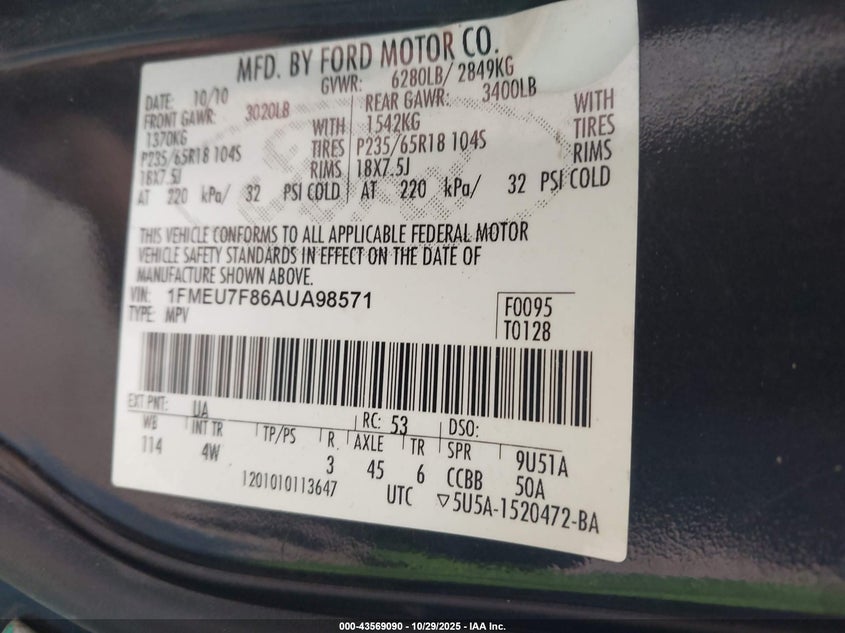 MFD. BY FORD MOTOR CO.
DATE: 10/10 GVWR: 6280LB/ 2849KG
FRONT GAWR: 3020LB REAR GAWR: 3400LB
1370KG WITH 1542KG WITH
P235/65R18 104S TIRES P235/65R18 104S TIRES
18X7.5J RIMS 18X7.5J RIMS
AT 220 kPa/ 32 PSI COLD AT 220 kPa/ 32 PSI COLD
THIS VEHICLE CONFORMS TO ALL APPLICABLE FEDERAL MOTOR
VEHICLE SAFETY STANDARDS IN EFFECT ON THE DATE OF
MANUFACTURE SHOWN ABOVE.
VIN: 1FMEU7F86AUA98571 F0095
TYPE: MPV T0128
EXT PNT: UA RC: 53 DSO:
WB INT TR TP/PS R AXLE TR SPR 9U51A
114 4W 3 45 6 CCBB 50A
1201010113647 UTC ▽5U5A-1520472-BA
000-43569090 | 10/29/2025 - IAA Inc.